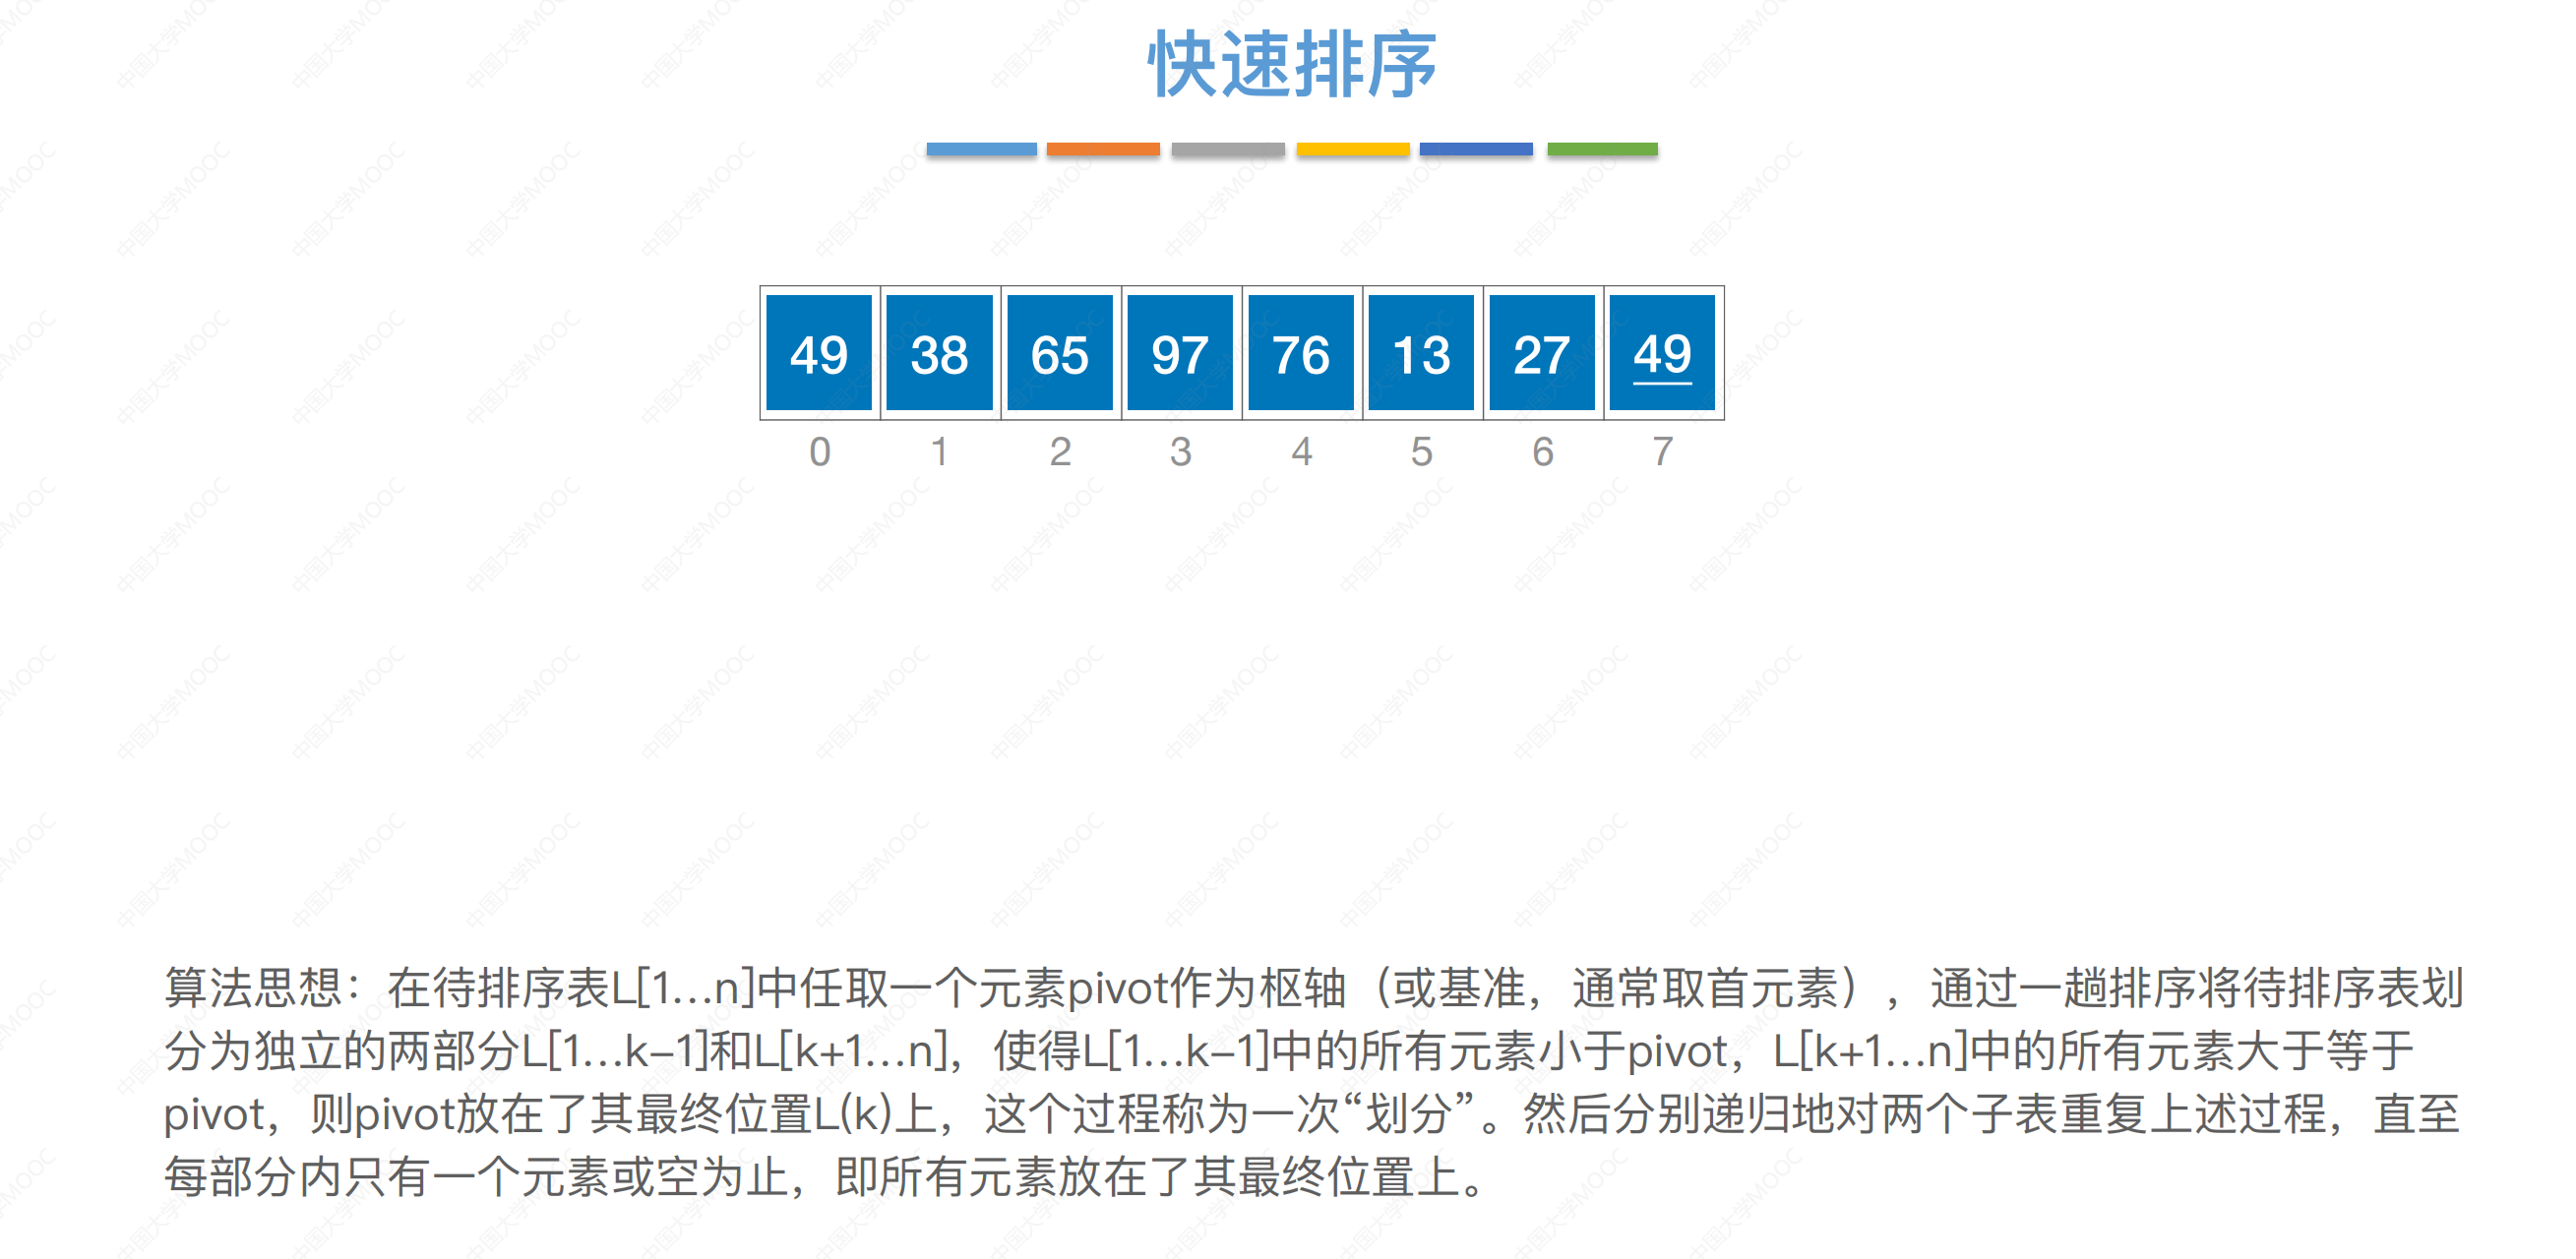 快速排序
49 38 65 97 76 13 27 49
0 1 2 3 4 5 6 7
算法思想：在待排序表L[1…n]中任取一个元素pivot作为枢轴（或基准，通常取首元素），通过一趟排序将待排序表划
分为独立的两部分L[1…k-1]和L[k+1…n]，使得L[1…k-1]中的所有元素小于pivot，L[k+1…n]中的所有元素大于等于
pivot，则pivot放在了其最终位置L(k)上，这个过程称为一次“划分”。然后分别递归地对两个子表重复上述过程，直至
每部分内只有一个元素或空为止，即所有元素放在了其最终位置上。
中国大学MOOC